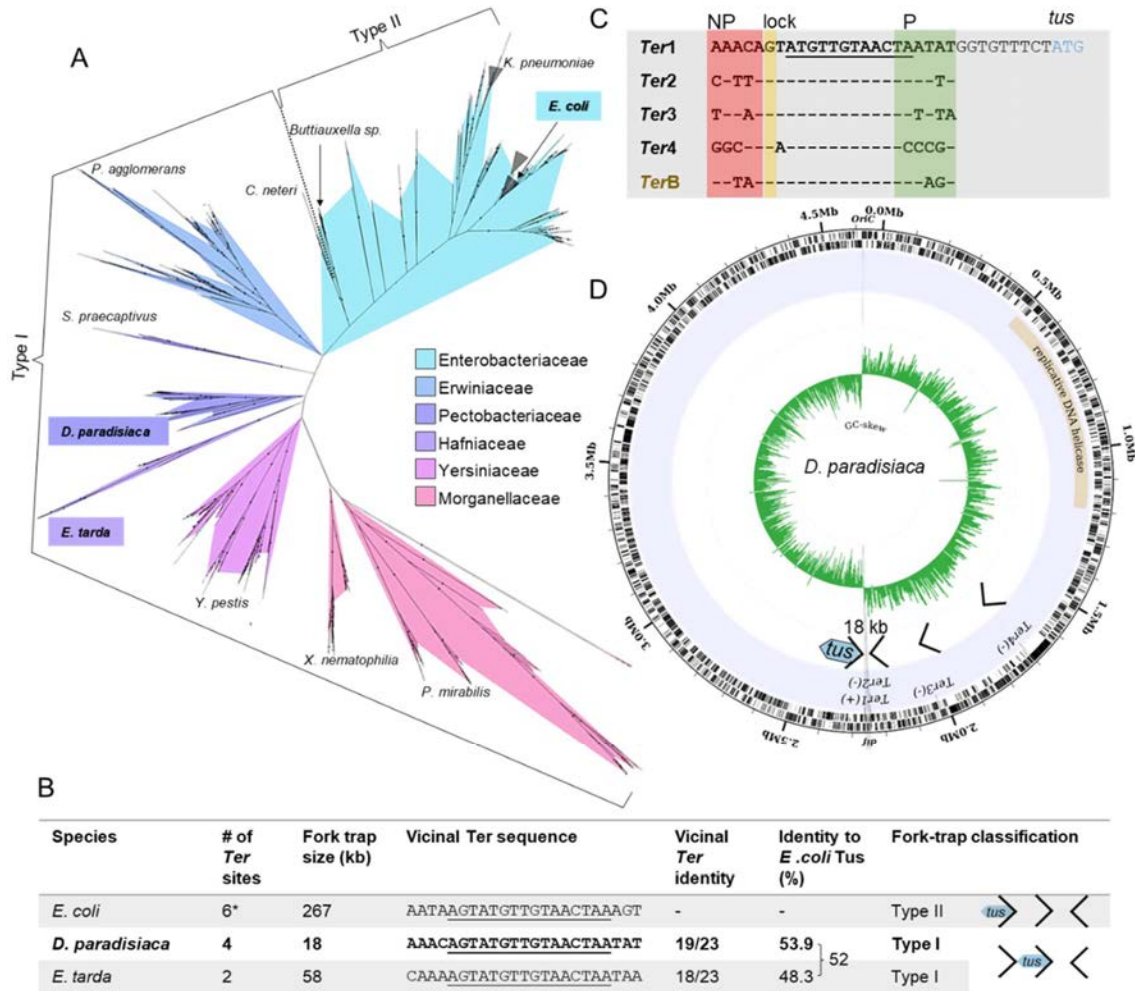 A
Type II
K. pneumoniae
E. coli
Buttiauxella sp.
C. neteri
P. agglomerans
Type I
S. praecaptivus
D. paradisiaca
E. tarda
Y. pestis
X. nematophilia
P. mirabilis
Enterobacteriaceae
Erwiniaceae
Pectobacteriaceae
Hafniaceae
Yersiniaceae
Morganellaceae
C
NP lock P tus
Ter1 AAACAGTATGTTGTAACTAATATGGTGTTTCTATG
Ter2 C-TT-----------------T-
Ter3 T--A---------------T-TA
Ter4 GGC---A-----------CCCG-
TerB --TA----------------AG-
D
OriC
0.0Mb
0.5Mb
1.0Mb
1.5Mb
2.0Mb
2.5Mb
3.0Mb
3.5Mb
4.0Mb
4.5Mb
replicative DNA helicase
GC-skew
D. paradisiaca
18 kb
tus
Ter4(-)
Ter3(-)
Ter2(-)
Ter1(+)
dif
B
Species # of Ter sites Fork trap size (kb) Vicinal Ter sequence Vicinal Ter identity Identity to E .coli Tus (%) Fork-trap classification
E. coli 6* 267 AATAAGTATGTTGTAACTAAAGT - - Type II tus
D. paradisiaca 4 18 AAACAGTATGTTGTAACTAATAT 19/23 53.9 Type I
52 tus
E. tarda 2 58 CAAAAGTATGTTGTAACTAATAA 18/23 48.3 Type I